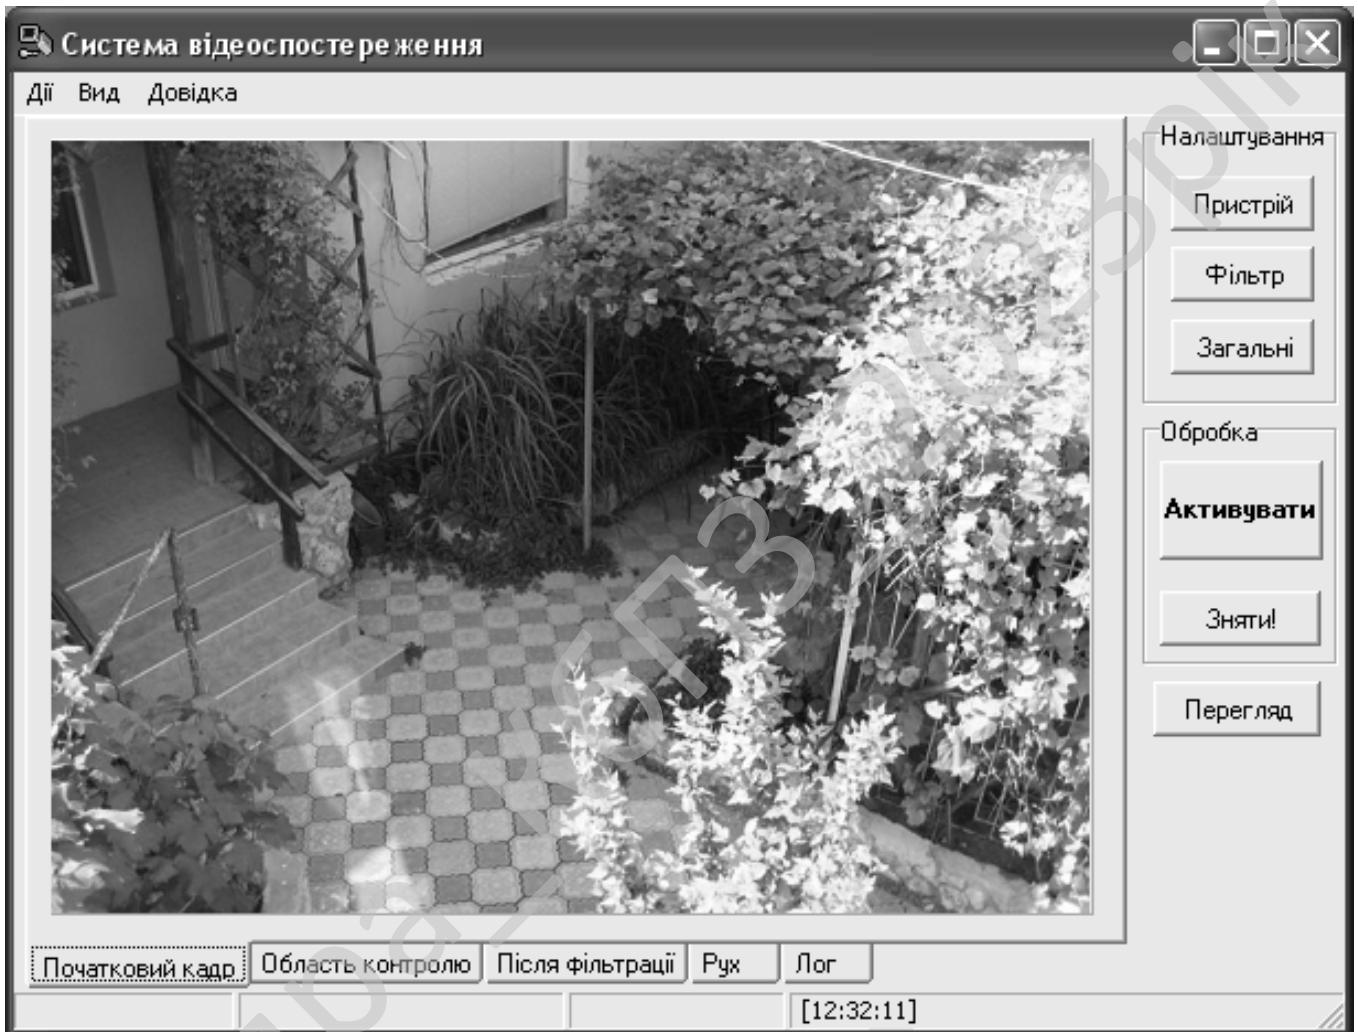 Система відеоспостереження
Дії Вид Довідка
Налаштування
Пристрій
Фільтр
Загальні
Обробка
Активувати
Зняти!
Перегляд
Початковий кадр Область контролю Після фільтрації Рух Лог
[12:32:11]